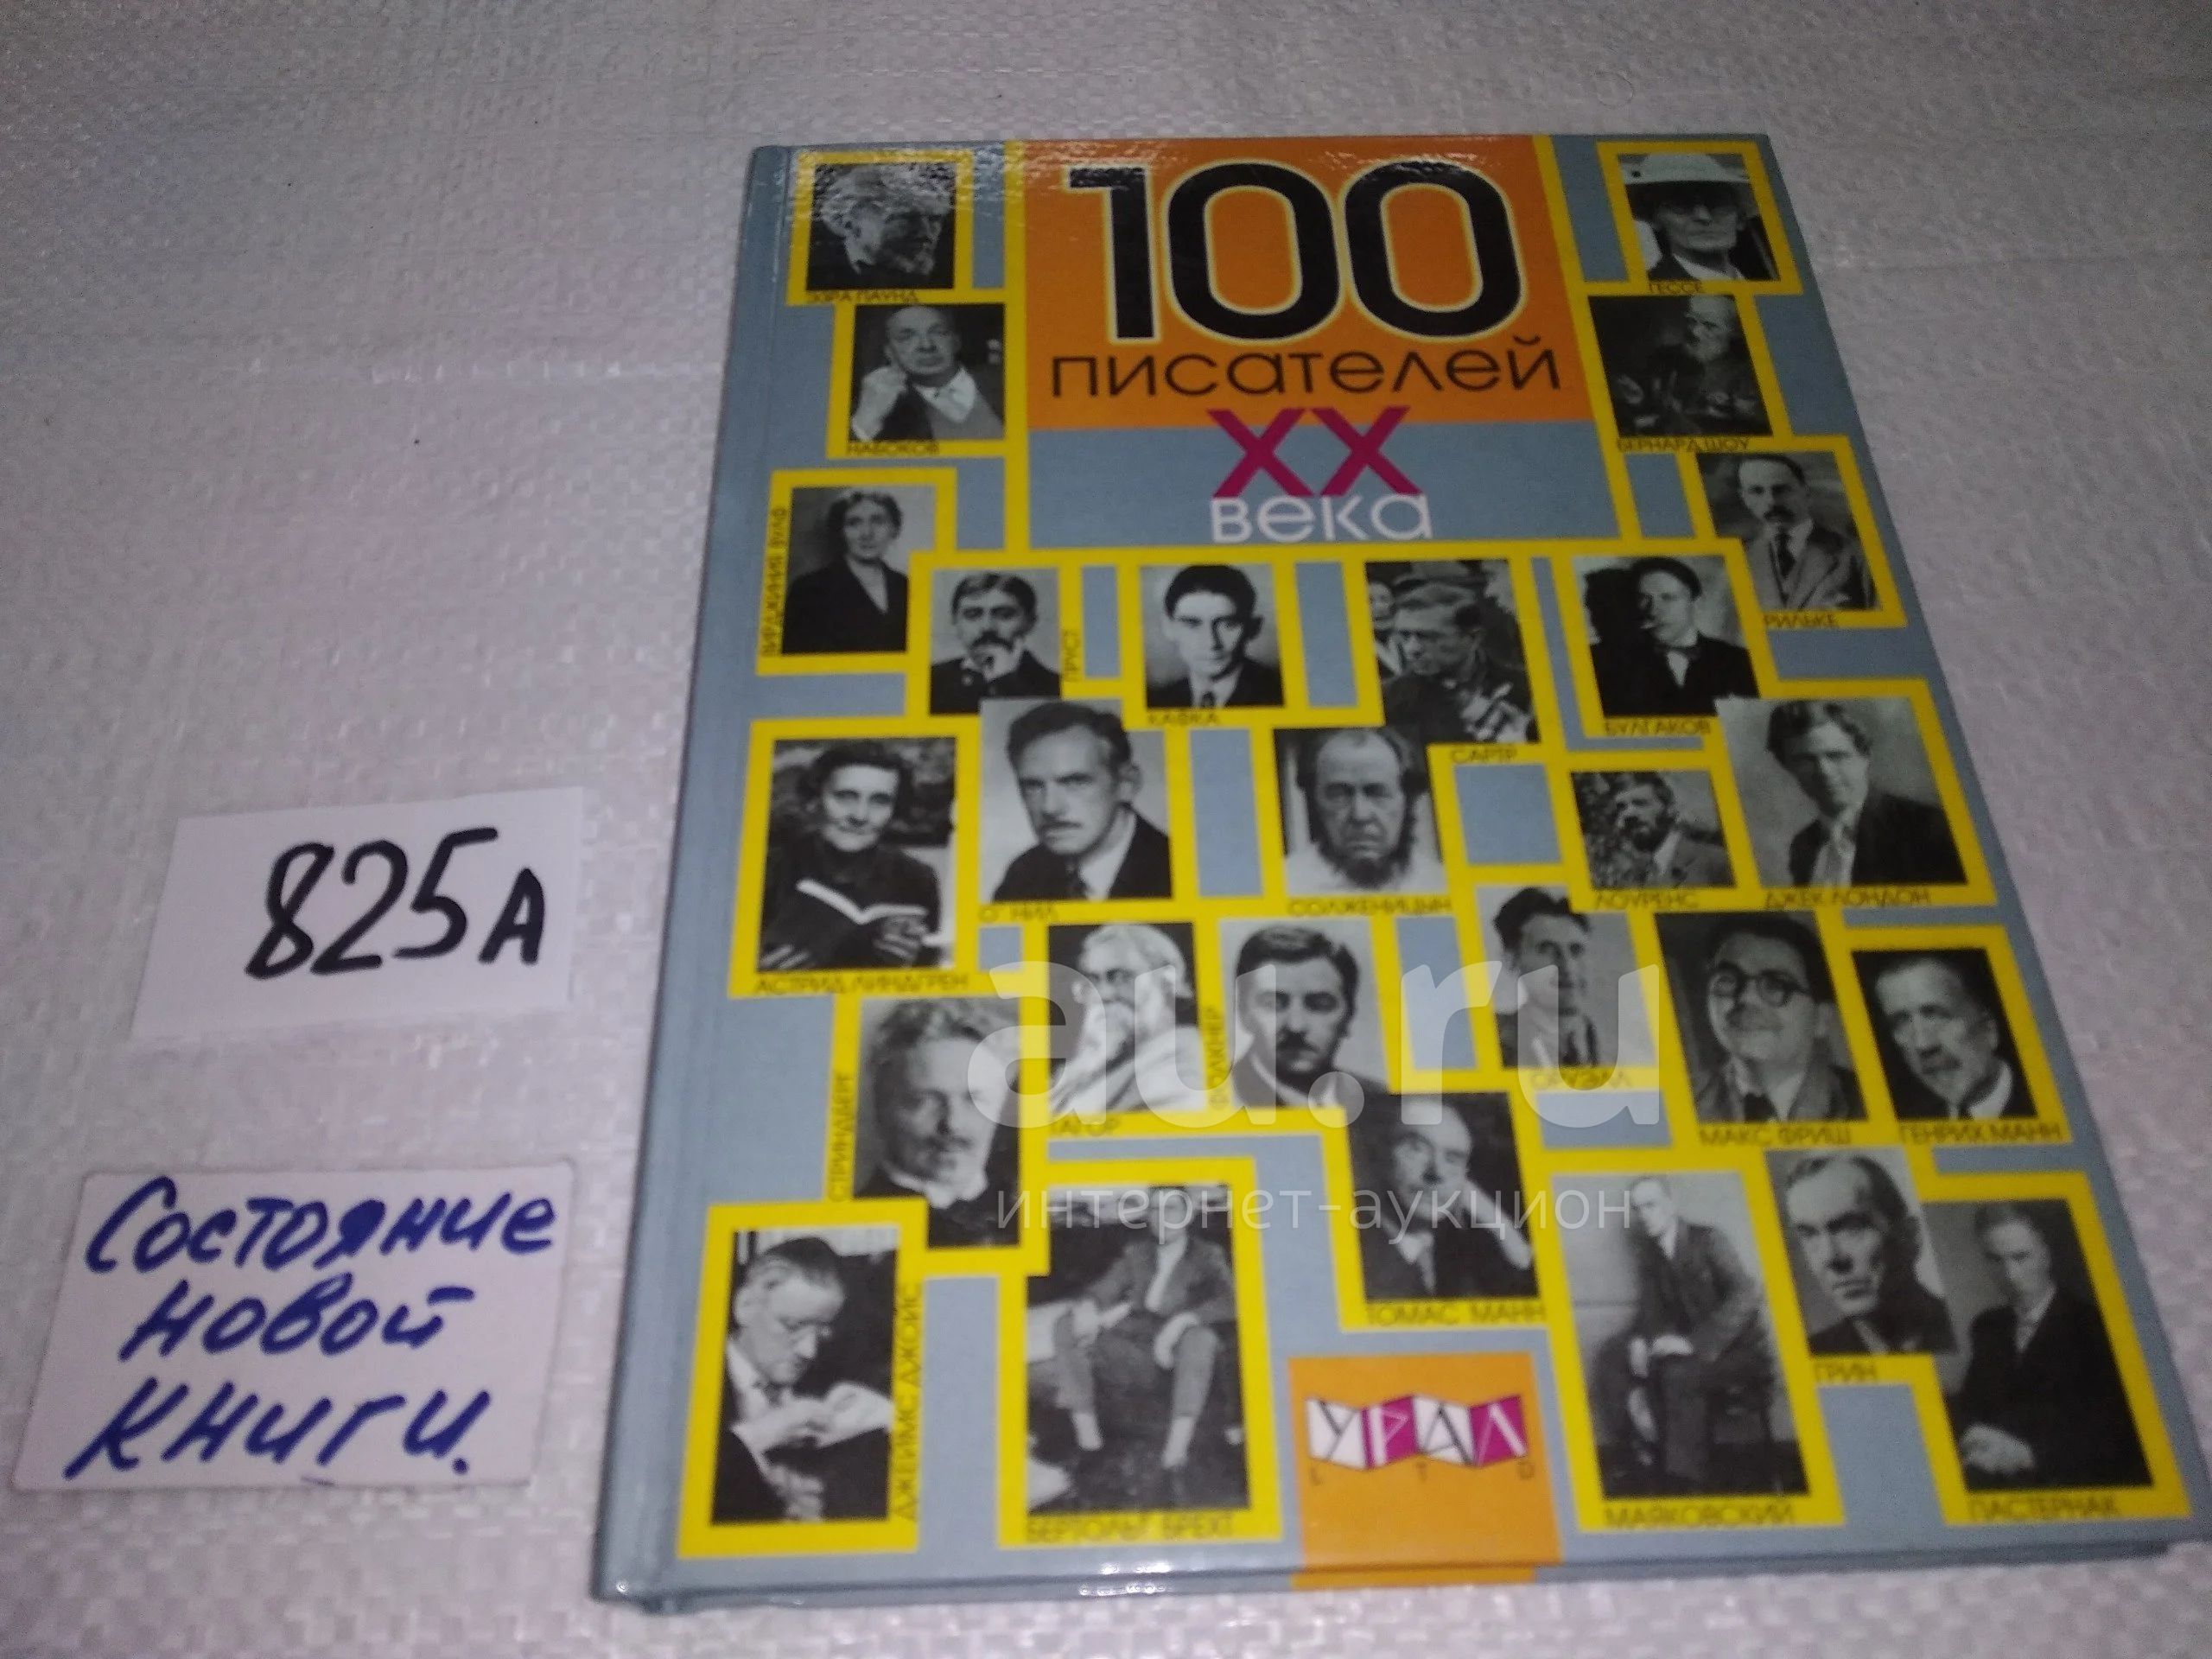 100
писателей
XX
века
ЭЗРА ПАУНД
ГЕССЕ
НАБОКОВ
БЕРНАРД ШОУ
ВИРДЖИНИЯ ВУЛФ
ПРУСТ
РИЛЬКЕ
КАФКА
САРТР
БУЛГАКОВ
О' НИЛ
СОЛЖЕНИЦЫН
ЛОУРЕНС
ДЖЕК ЛОНДОН
АСТРИД ЛИНДГРЕН
СТРИНДБЕРГ
ТАГОР
ФОЛКНЕР
ОРУЭЛЛ
МАКС ФРИШ
ГЕНРИХ МАНН
ДЖЕЙМС ДЖОЙС
БЕРТОЛЬТ БРЕХТ
ТОМАС МАНН
МАЯКОВСКИЙ
ГРИН
ПАСТЕРНАК
УРАЛ
LTD
825А
Состояние
новой
книги.
au.ru
интернет-аукцион